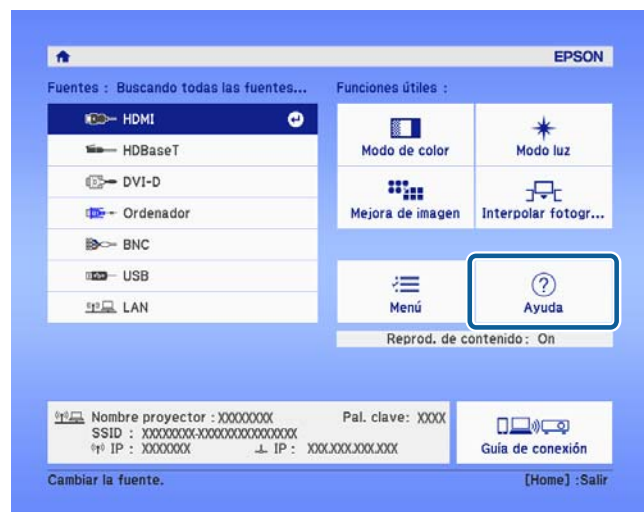 EPSON
Fuentes : Buscando todas las fuentes...
HDMI
HDBaseT
DVI-D
Ordenador
BNC
USB
LAN
Funciones útiles :
Modo de color
Modo luz
Mejora de imagen
Interpolar fotogr...
Menú
Ayuda
Reprod. de contenido : On
Nombre proyector : XXXXXXXX Pal. clave: XXXX
SSID : XXXXXXXX-XXXXXXXXXXXXXXX
IP : XXXXXXX IP : XXX.XXX.XXX.XXX
Guía de conexión
Cambiar la fuente. [Home] :Salir